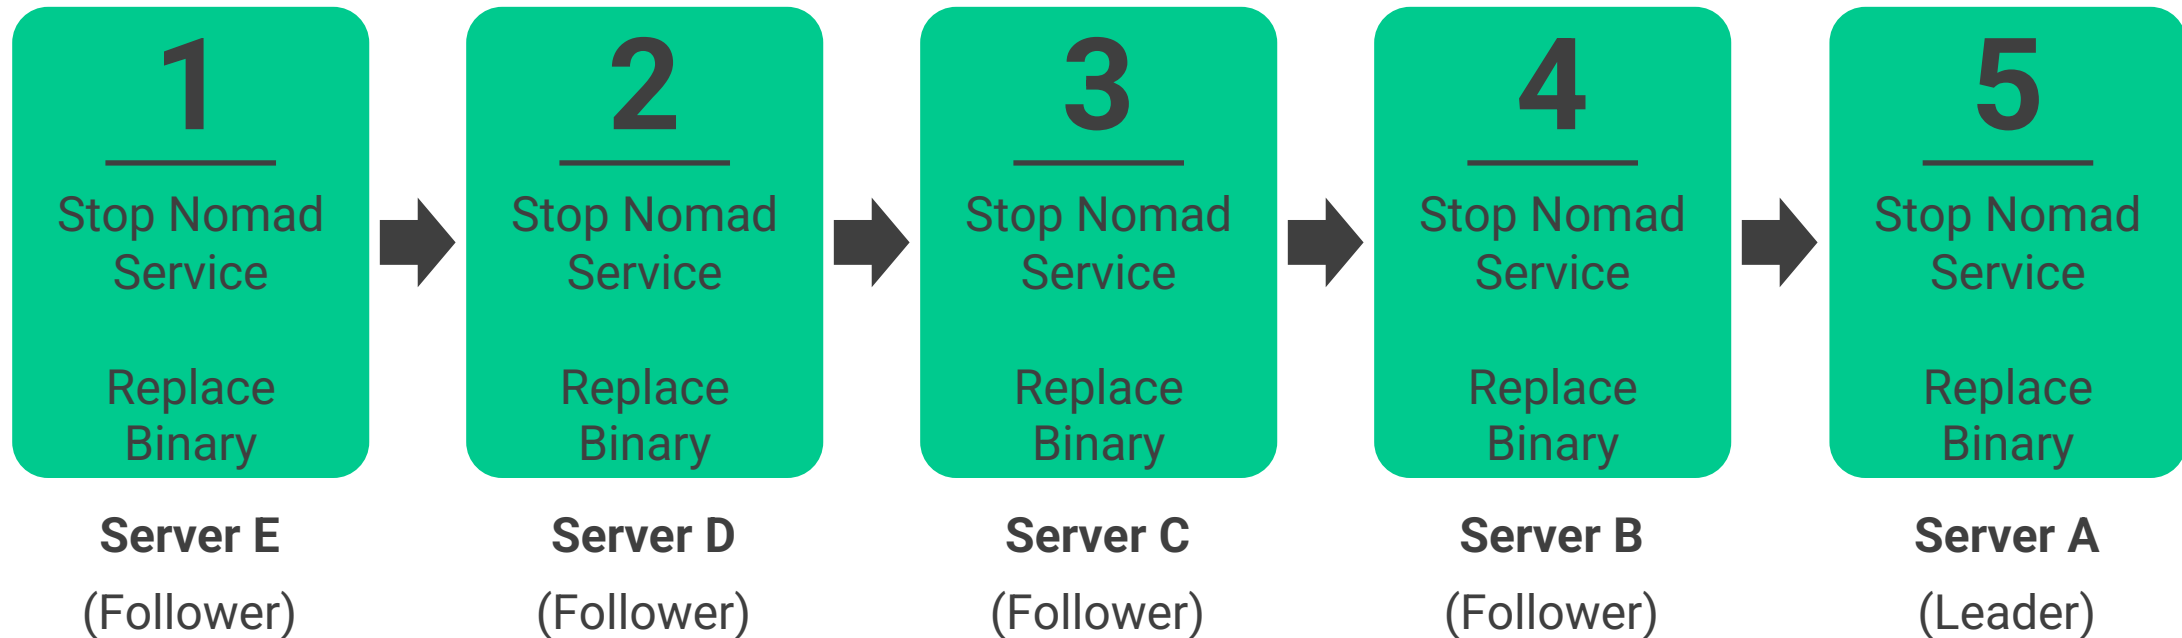 1
Stop Nomad
Service
Replace
Binary
Server E
(Follower)
2
Stop Nomad
Service
Replace
Binary
Server D
(Follower)
3
Stop Nomad
Service
Replace
Binary
Server C
(Follower)
4
Stop Nomad
Service
Replace
Binary
Server B
(Follower)
5
Stop Nomad
Service
Replace
Binary
Server A
(Leader)